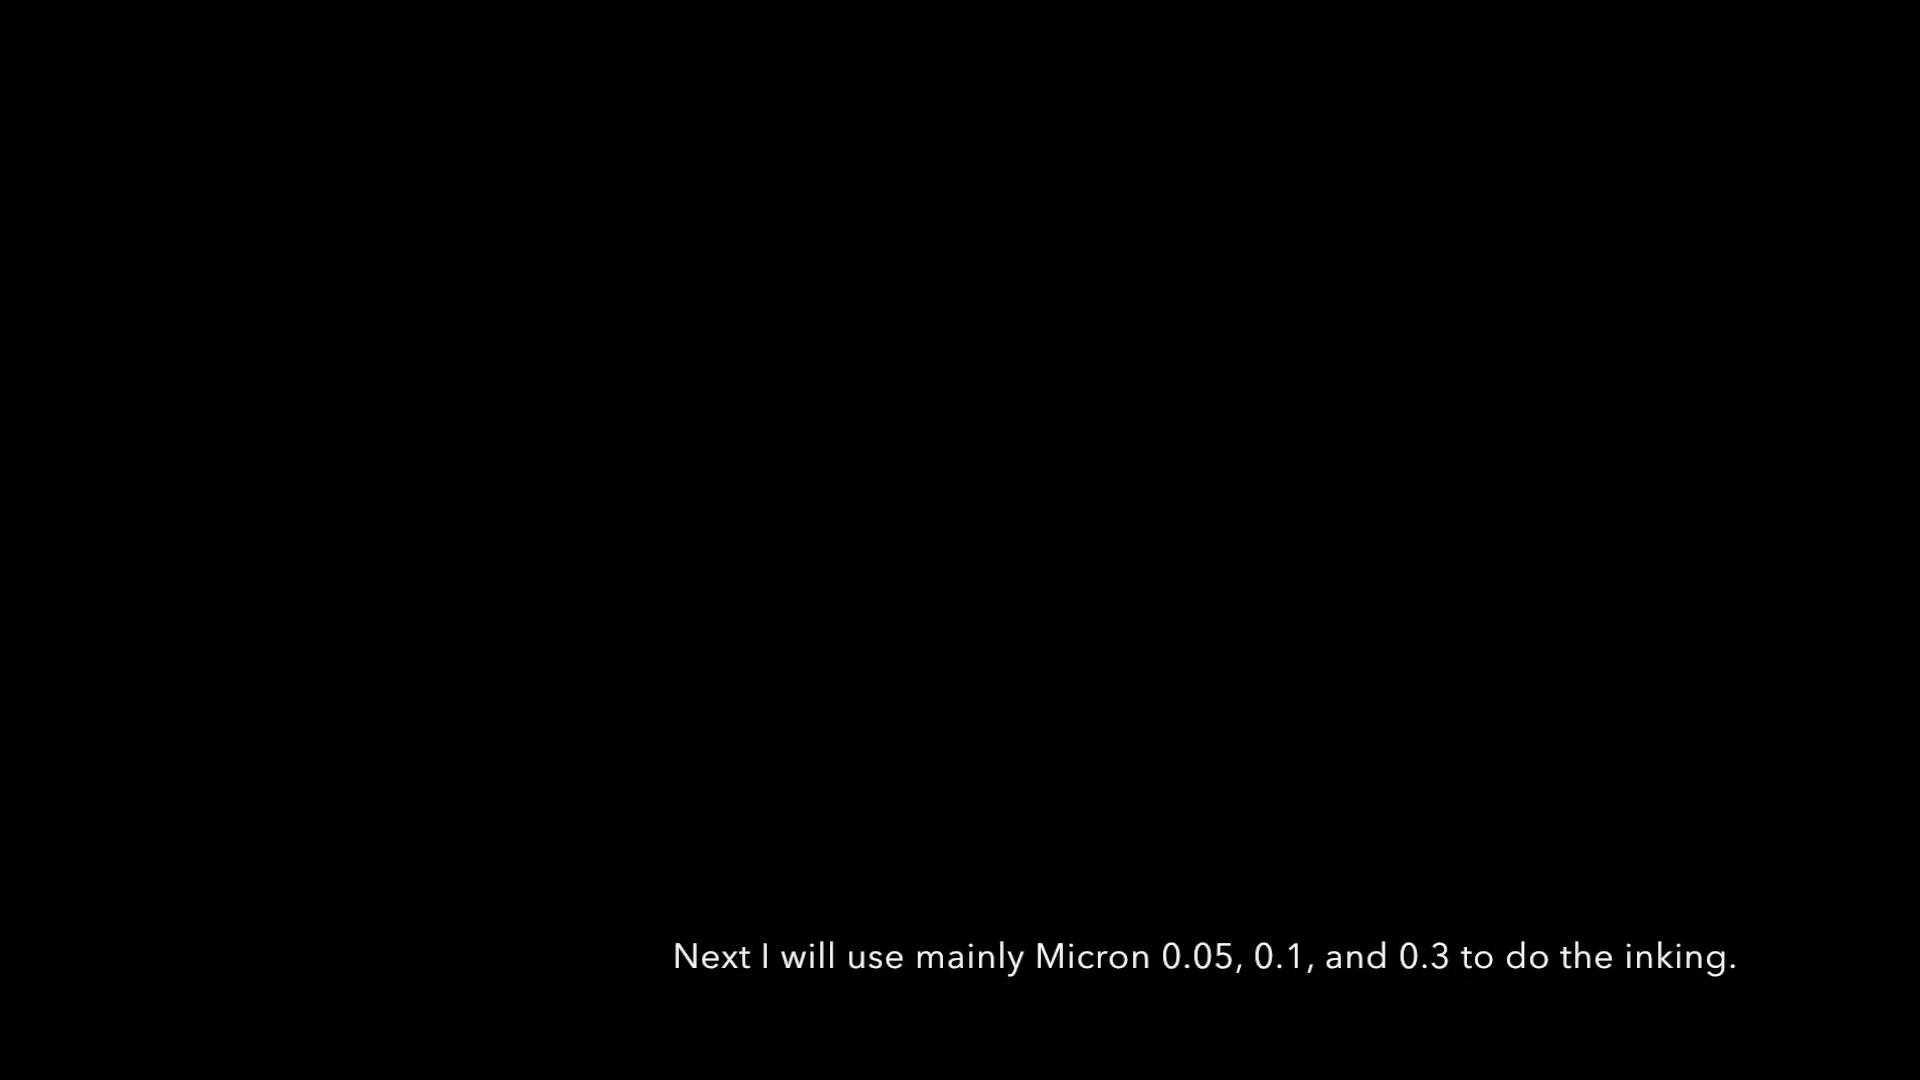 Next I will use mainly Micron 0.05, 0.1, and 0.3 to do the inking.